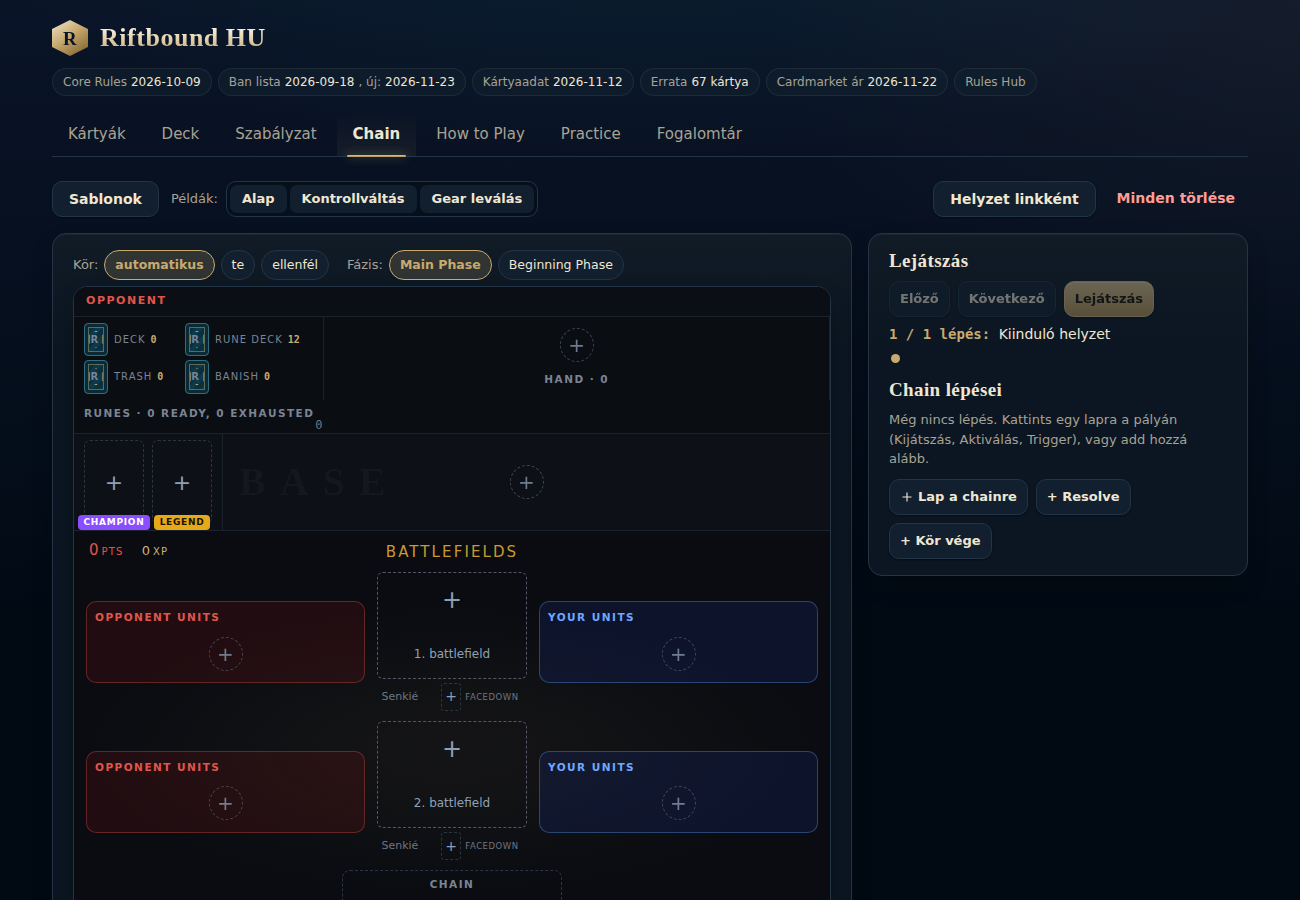 R Riftbound HU
Core Rules 2026-10-09 Ban lista 2026-09-18 , új: 2026-11-23 Kártyaadat 2026-11-12 Errata 67 kártya Cardmarket ár 2026-11-22 Rules Hub
Kártyák Deck Szabályzat Chain How to Play Practice Fogalomtár
Sablonok Példák: Alap Kontrollváltás Gear leválás Helyzet linkként Minden törlése
Kör: automatikus te ellenfél Fázis: Main Phase Beginning Phase
OPPONENT
R DECK 0 R RUNE DECK 12
+
R TRASH 0 R BANISH 0
HAND · 0
RUNES · 0 READY, 0 EXHAUSTED
0
+ + BASE +
CHAMPION LEGEND
0 PTS 0 XP BATTLEFIELDS
+
OPPONENT UNITS YOUR UNITS
+ 1. battlefield +
Senkié + FACEDOWN
+
OPPONENT UNITS YOUR UNITS
+ 2. battlefield +
Senkié + FACEDOWN
CHAIN
Lejátszás
Előző Következő Lejátszás
1 / 1 lépés: Kiinduló helyzet
Chain lépései
Még nincs lépés. Kattints egy lapra a pályán
(Kijátszás, Aktiválás, Trigger), vagy add hozzá
alább.
+ Lap a chainre + Resolve
+ Kör vége